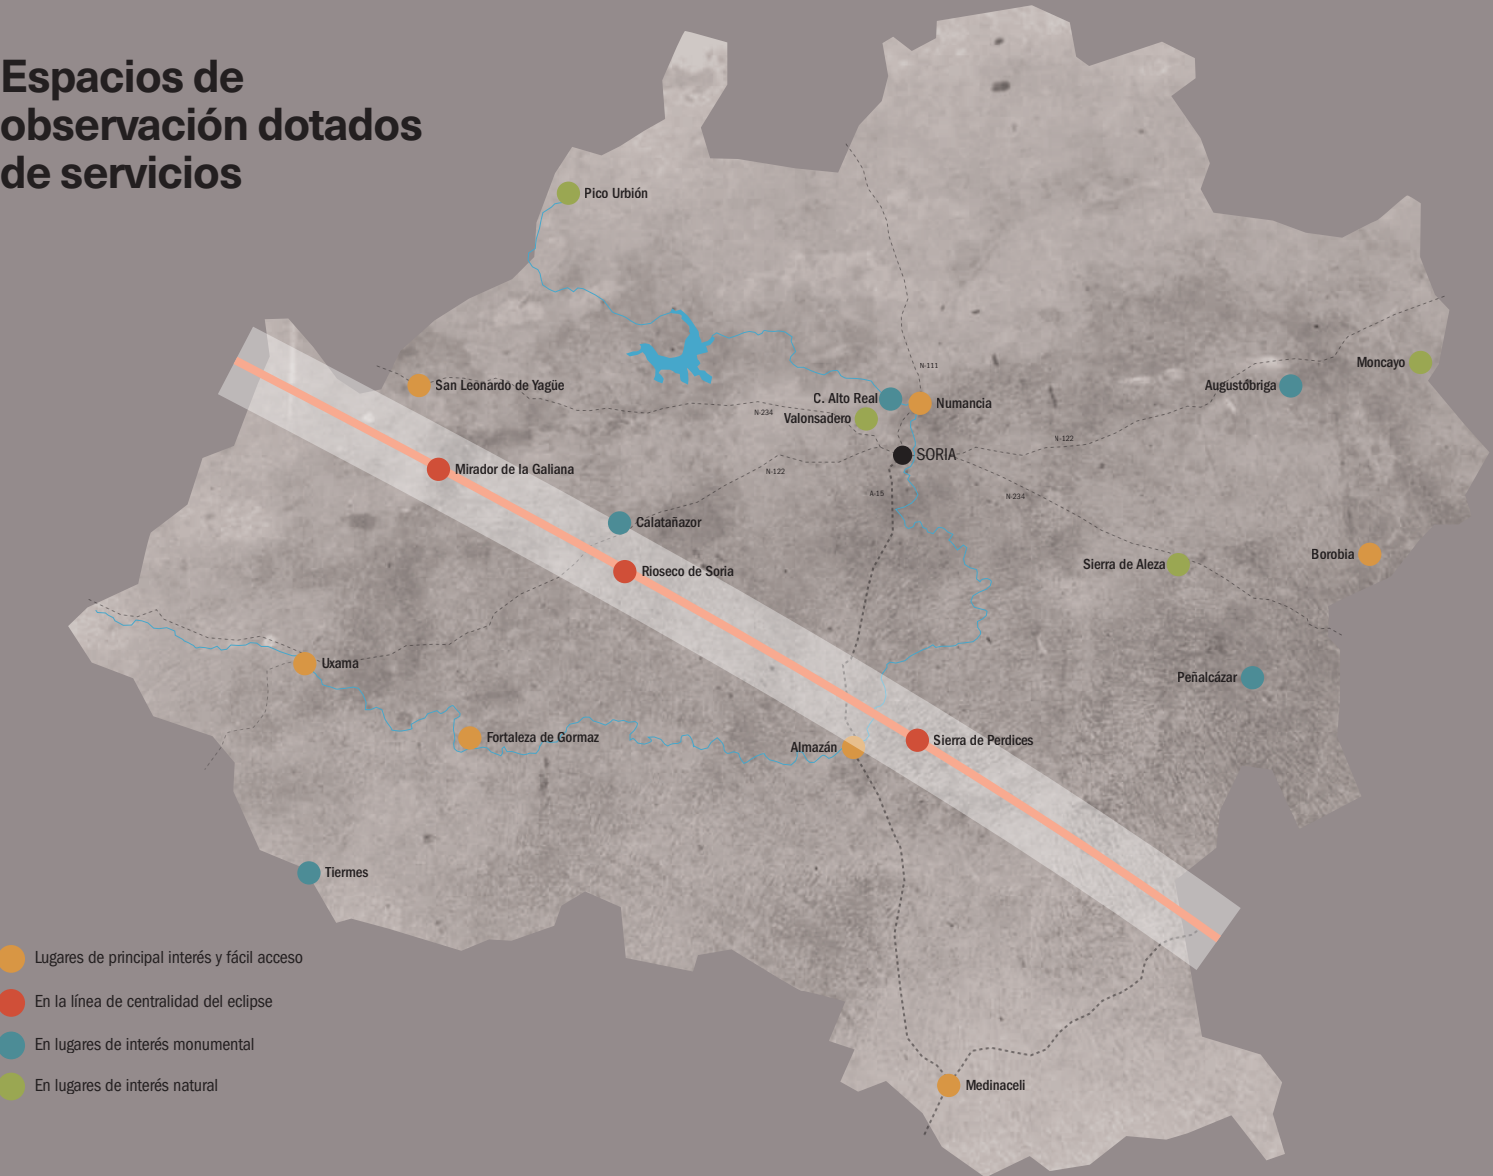 Espacios de
observación dotados
de servicios
Pico Urbión
N-111
Moncayo
San Leonardo de Yagüe
Augustóbriga
C. Alto Real
Numancia
N-234
Valonsadero
N-122
SORIA
Mirador de la Galiana
N-122
A-15
N-234
Calatañazor
Borobia
Sierra de Aleza
Rioseco de Soria
Uxama
Peñalcázar
Fortaleza de Gormaz
Almazán
Sierra de Perdices
Tiermes
Lugares de principal interés y fácil acceso
En la línea de centralidad del eclipse
En lugares de interés monumental
En lugares de interés natural
Medinaceli